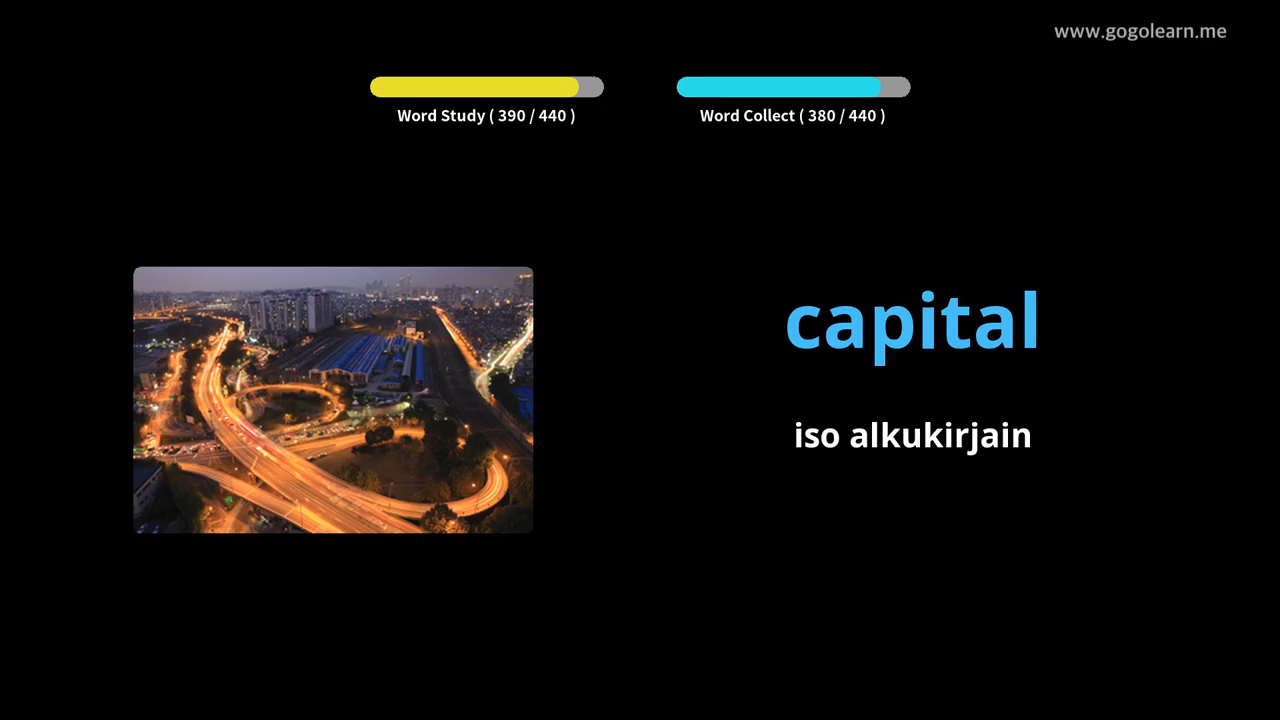 www.gogolearn.me
Word Study ( 390 / 440 )
Word Collect ( 380 / 440 )
capital
iso alkukirjain